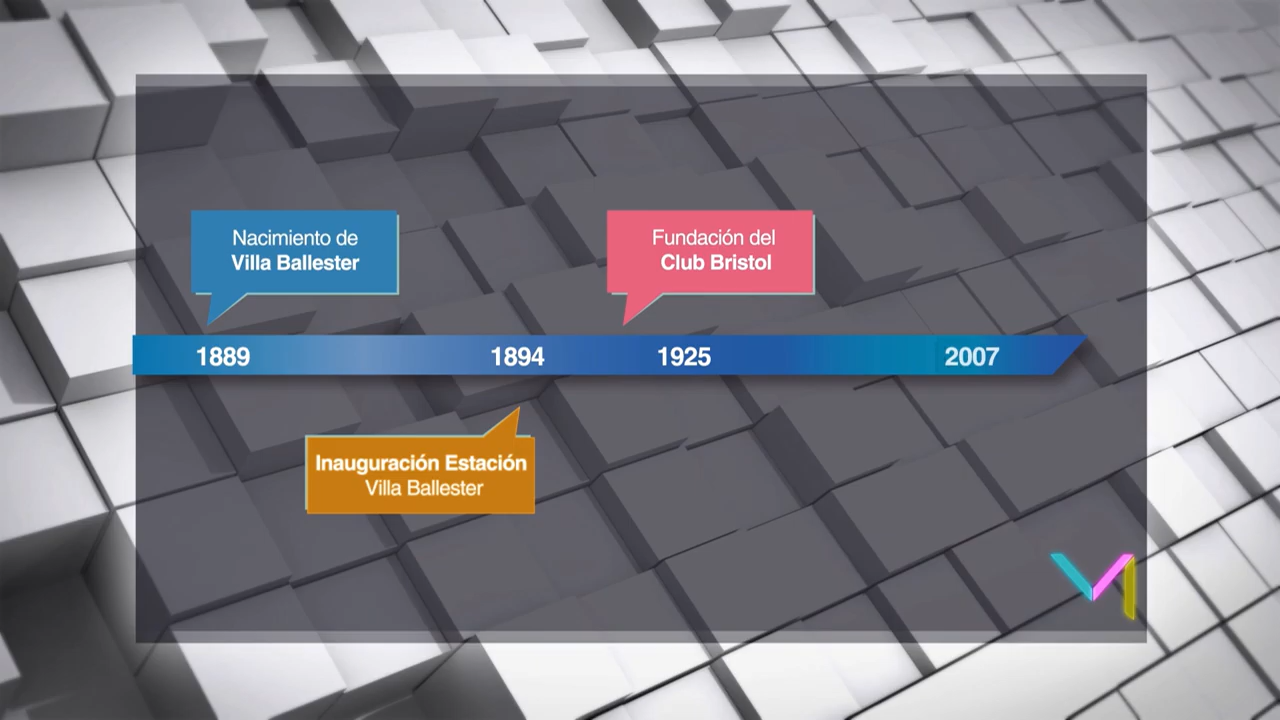 Nacimiento de
Villa Ballester
Fundación del
Club Bristol
1889
1894
1925
2007
Inauguración Estación
Villa Ballester